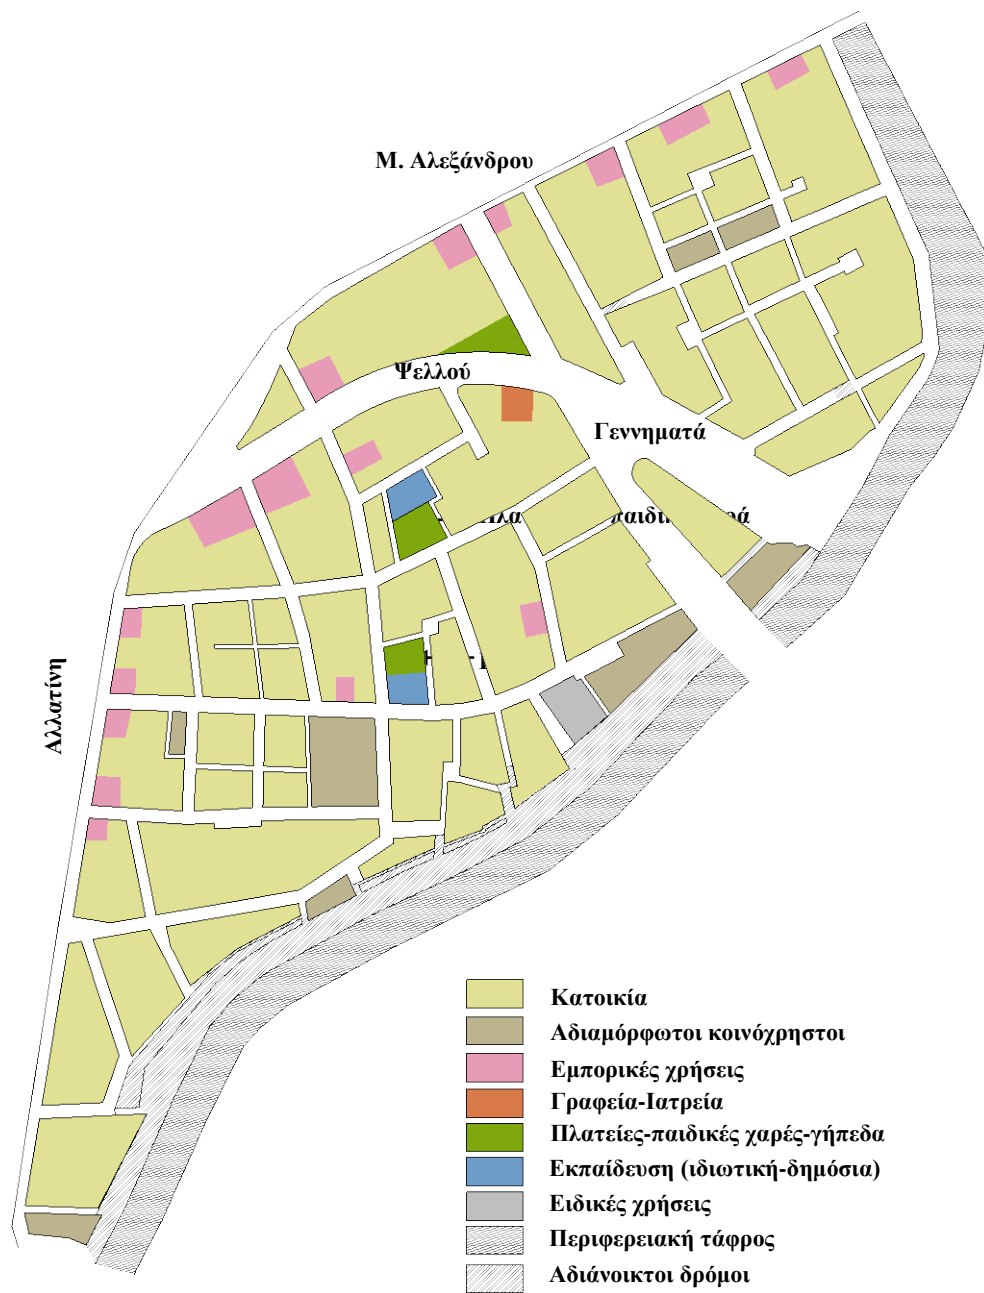 Μ. Αλεξάνδρου
Ψελλού
Γεννηματά
Αλλατίνη
Κατοικία
Αδιαμόρφωτοι κοινόχρηστοι
Εμπορικές χρήσεις
Γραφεία-Ιατρεία
Πλατείες-παιδικές χαρές-γήπεδα
Εκπαίδευση (ιδιωτική-δημόσια)
Ειδικές χρήσεις
Περιφερειακή τάφρος
Αδιάνοικτοι δρόμοι